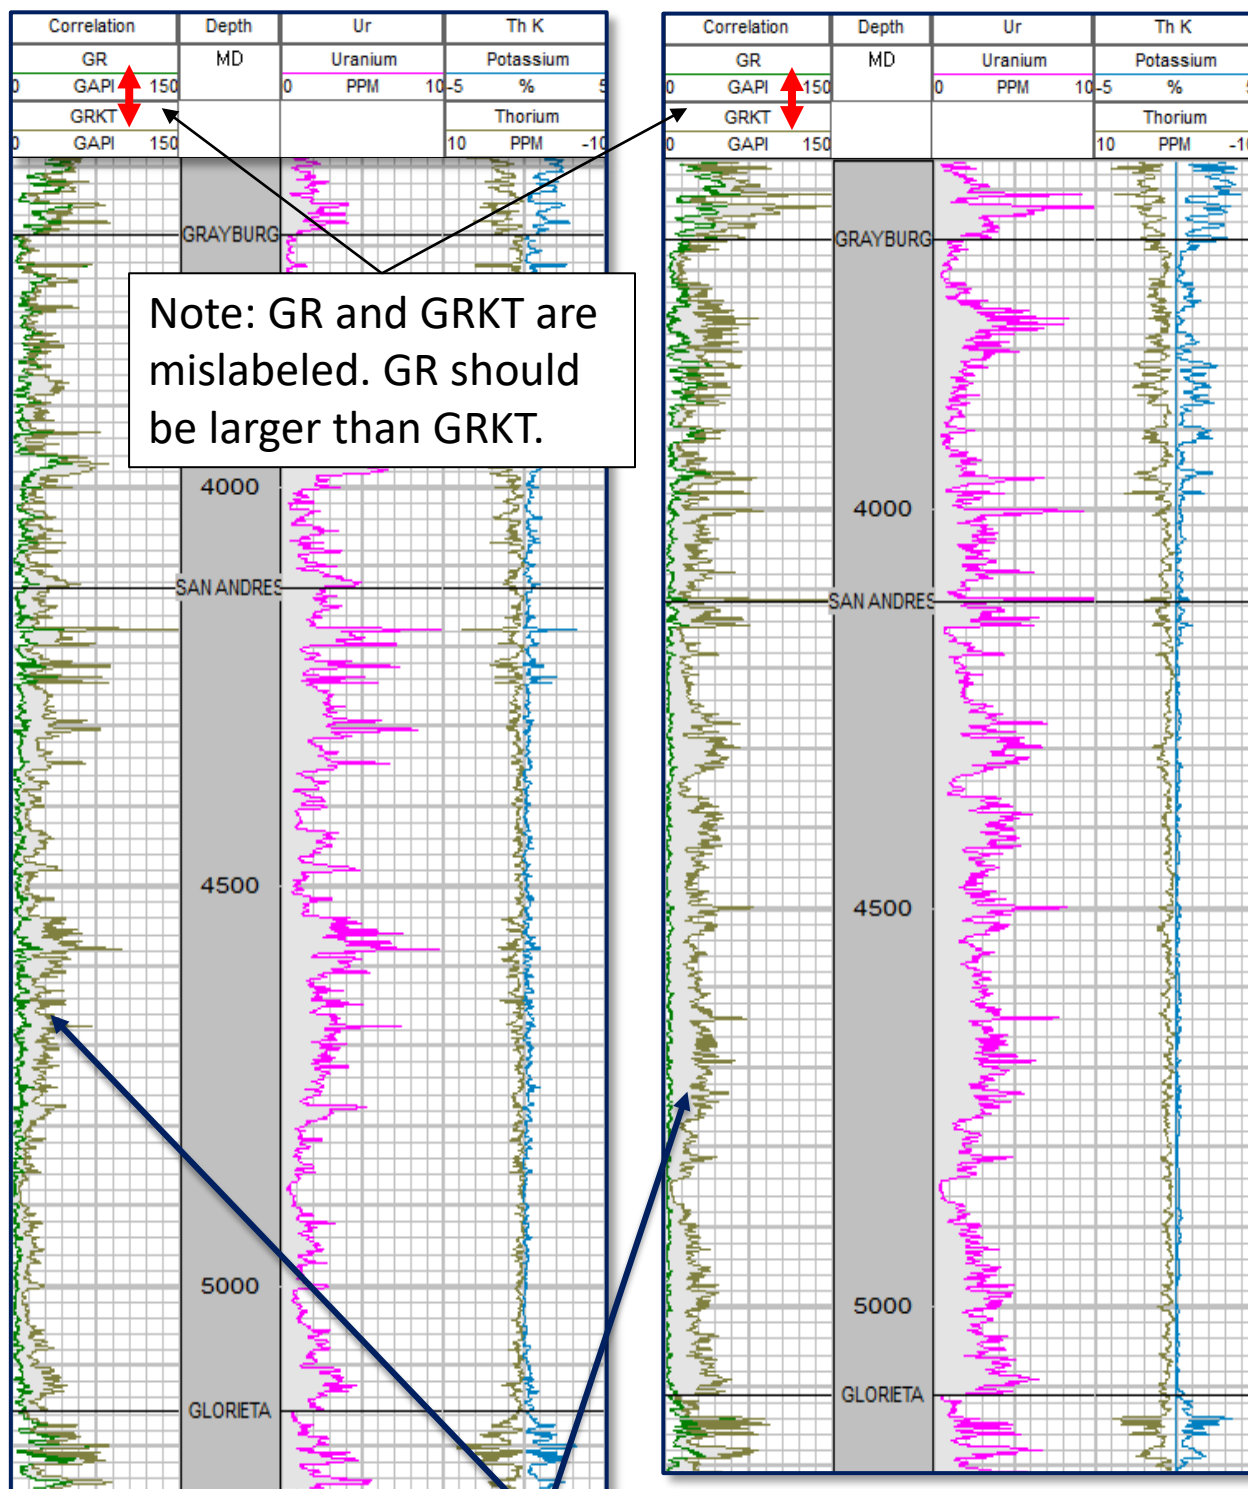 Correlation Depth Ur Th K
GR MD Uranium Potassium
0 GAPI 150 0 PPM 10 -5 % 5
GRKT Thorium
0 GAPI 150 10 PPM -10
GRAYBURG
4000
SAN ANDRES
4500
5000
GLORIETA
Note: GR and GRKT are
mislabeled. GR should
be larger than GRKT.
Correlation Depth Ur Th K
GR MD Uranium Potassium
0 GAPI 150 0 PPM 10 -5 %
GRKT Thorium
0 GAPI 150 10 PPM -10
GRAYBURG
4000
SAN ANDRES
4500
5000
GLORIETA